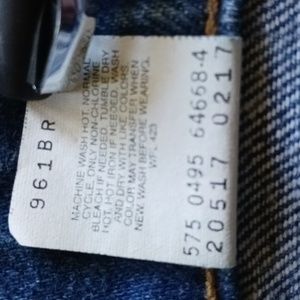 961BR
MACHINE WASH HOT, NORMAL
CYCLE, ONLY NON-CHLORINE
BLEACH IF NEEDED. TUMBLE DRY
HOT, HOT IRON IF NEEDED. WASH
AND DRY WITH LIKE COLORS.
COLOR MAY TRANSFER WHEN
NEW. WASH BEFORE WEARING.
WPL 423
575 0495 64668-4
20517 0217